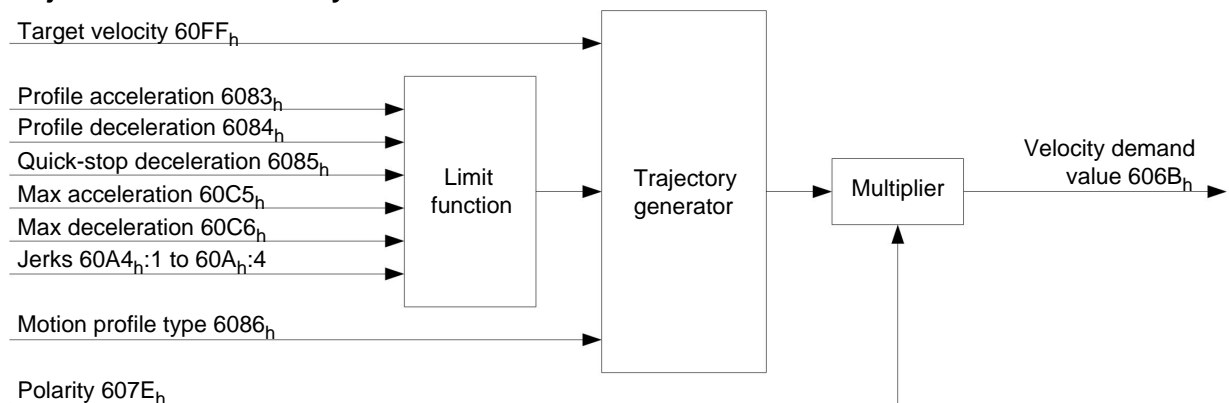 Target velocity 60FFh
Profile acceleration 6083h
Profile deceleration 6084h
Quick-stop deceleration 6085h
Max acceleration 60C5h
Max deceleration 60C6h
Jerks 60A4h:1 to 60Ah:4
Motion profile type 6086h
Polarity 607Eh
Limit
function
Trajectory
generator
Multiplier
Velocity demand
value 606Bh